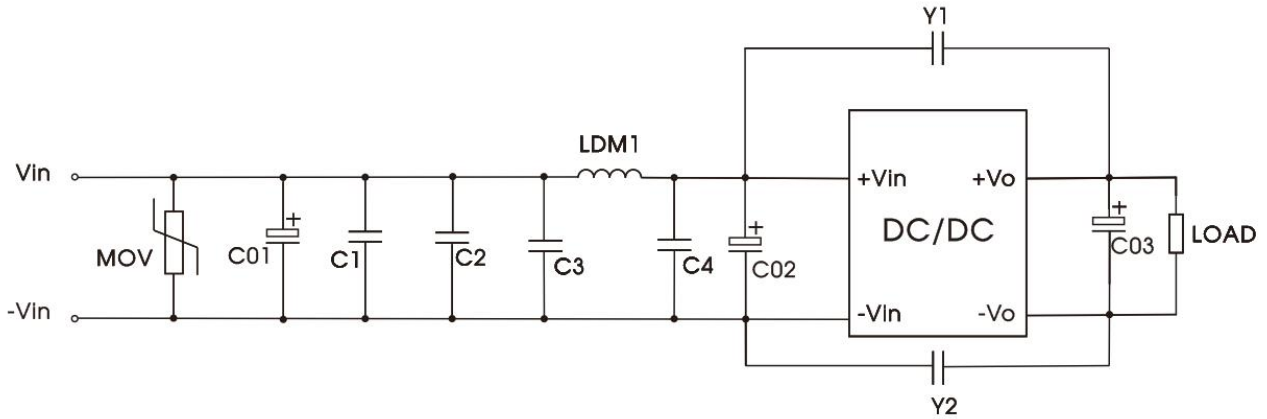 Y1
LDM1
Vin
+Vin
+Vo
MOV
+
C01
C1
C2
C3
C4
+
C02
DC/DC
+
C03
LOAD
-Vin
-Vin
-Vo
Y2